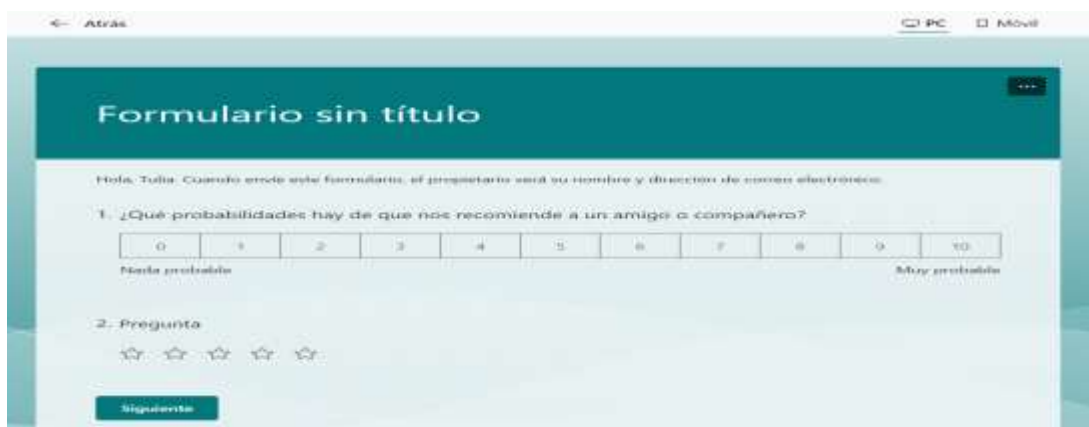 ← Atrás PC Móvil
...
Formulario sin título
Hola, Tulia. Cuando envíe este formulario, el propietario verá su nombre y dirección de correo electrónico.
1. ¿Qué probabilidades hay de que nos recomiende a un amigo o compañero?
0 1 2 3 4 5 6 7 8 9 10
Nada probable Muy probable
2. Pregunta
Siguiente